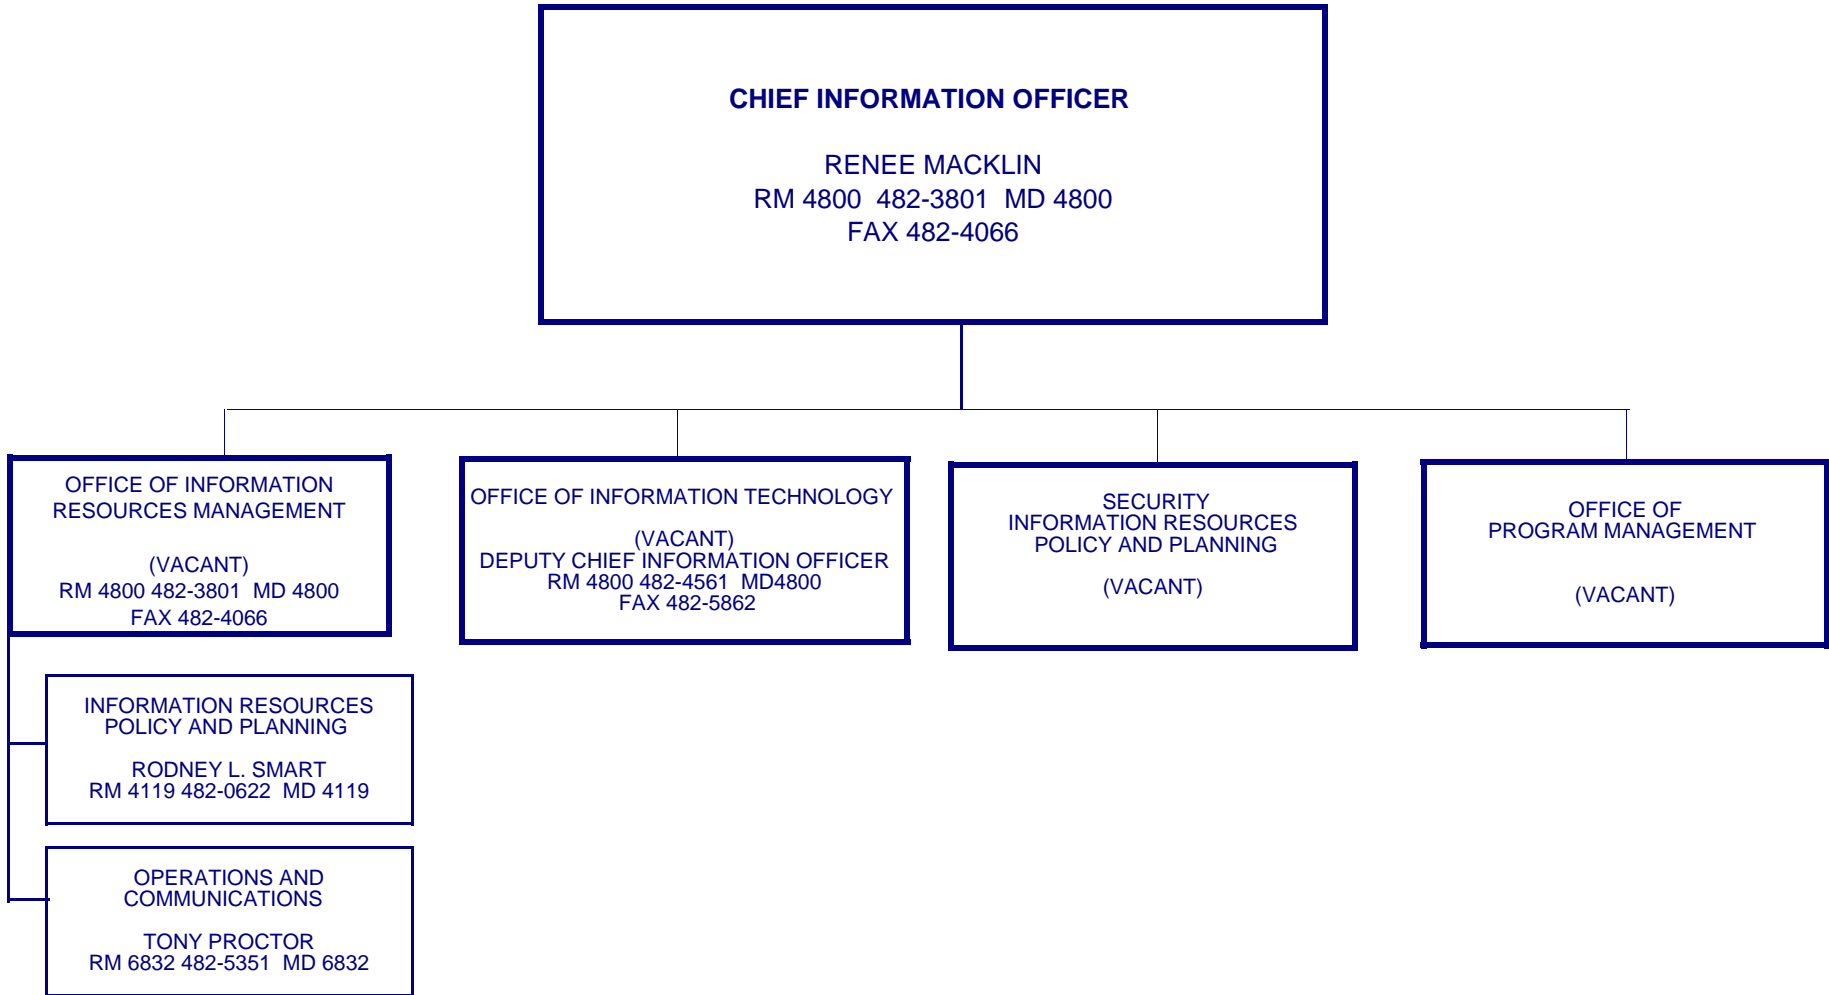 CHIEF INFORMATION OFFICER
RENEE MACKLIN
RM 4800 482-3801 MD 4800
FAX 482-4066
OFFICE OF INFORMATION
RESOURCES MANAGEMENT
(VACANT)
RM 4800 482-3801 MD 4800
FAX 482-4066
OFFICE OF INFORMATION TECHNOLOGY
(VACANT)
DEPUTY CHIEF INFORMATION OFFICER
RM 4800 482-4561 MD4800
FAX 482-5862
SECURITY
INFORMATION RESOURCES
POLICY AND PLANNING
(VACANT)
OFFICE OF
PROGRAM MANAGEMENT
(VACANT)
INFORMATION RESOURCES
POLICY AND PLANNING
RODNEY L. SMART
RM 4119 482-0622 MD 4119
OPERATIONS AND
COMMUNICATIONS
TONY PROCTOR
RM 6832 482-5351 MD 6832